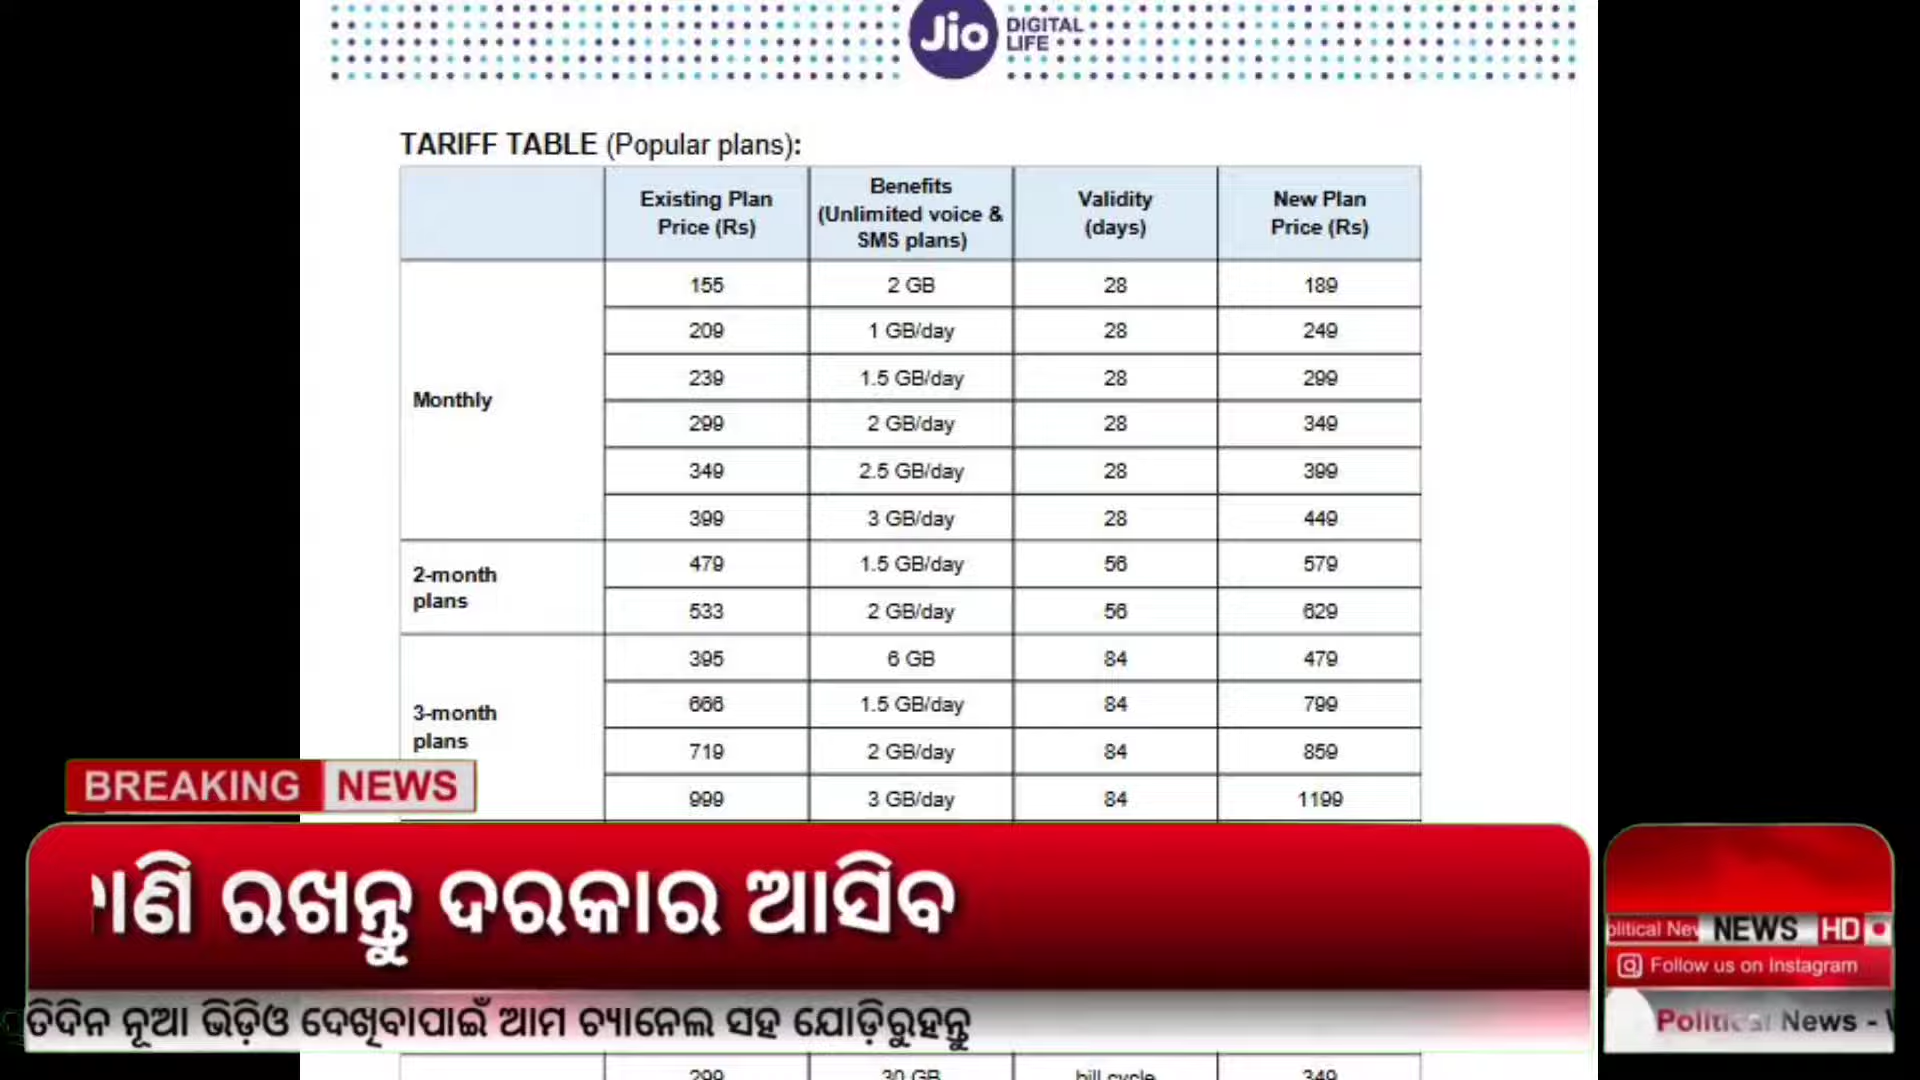 Jio DIGITAL
LIFE
TARIFF TABLE (Popular plans):
Existing Plan Price (Rs) Benefits (Unlimited voice & SMS plans) Validity (days) New Plan Price (Rs)
Monthly
155 2 GB 28 189
209 1 GB/day 28 249
239 1.5 GB/day 28 299
299 2 GB/day 28 349
349 2.5 GB/day 28 399
399 3 GB/day 28 449
2-month plans
479 1.5 GB/day 56 579
533 2 GB/day 56 629
3-month plans
395 6 GB 84 479
666 1.5 GB/day 84 799
719 2 GB/day 84 859
999 3 GB/day 84 1199
BREAKING NEWS
ରଖନ୍ତୁ ଦରକାର ଆସିବ
ନୂଆ ଭିଡ଼ିଓ ଦେଖିବାପାଇଁ ଆମ ଚ୍ୟାନେଲ ସହ ଯୋଡ଼ିରୁହନ୍ତୁ
299 30 GB bill cycle 349
NEWS HD
Follow us on Instagram
Political News -